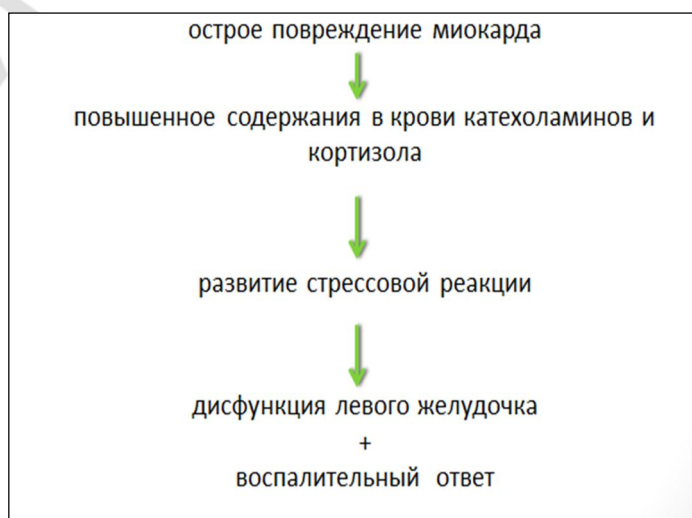 острое повреждение миокарда
повышенное содержания в крови катехоламинов и
кортизола
развитие стрессовой реакции
дисфункция левого желудочка
+
воспалительный ответ